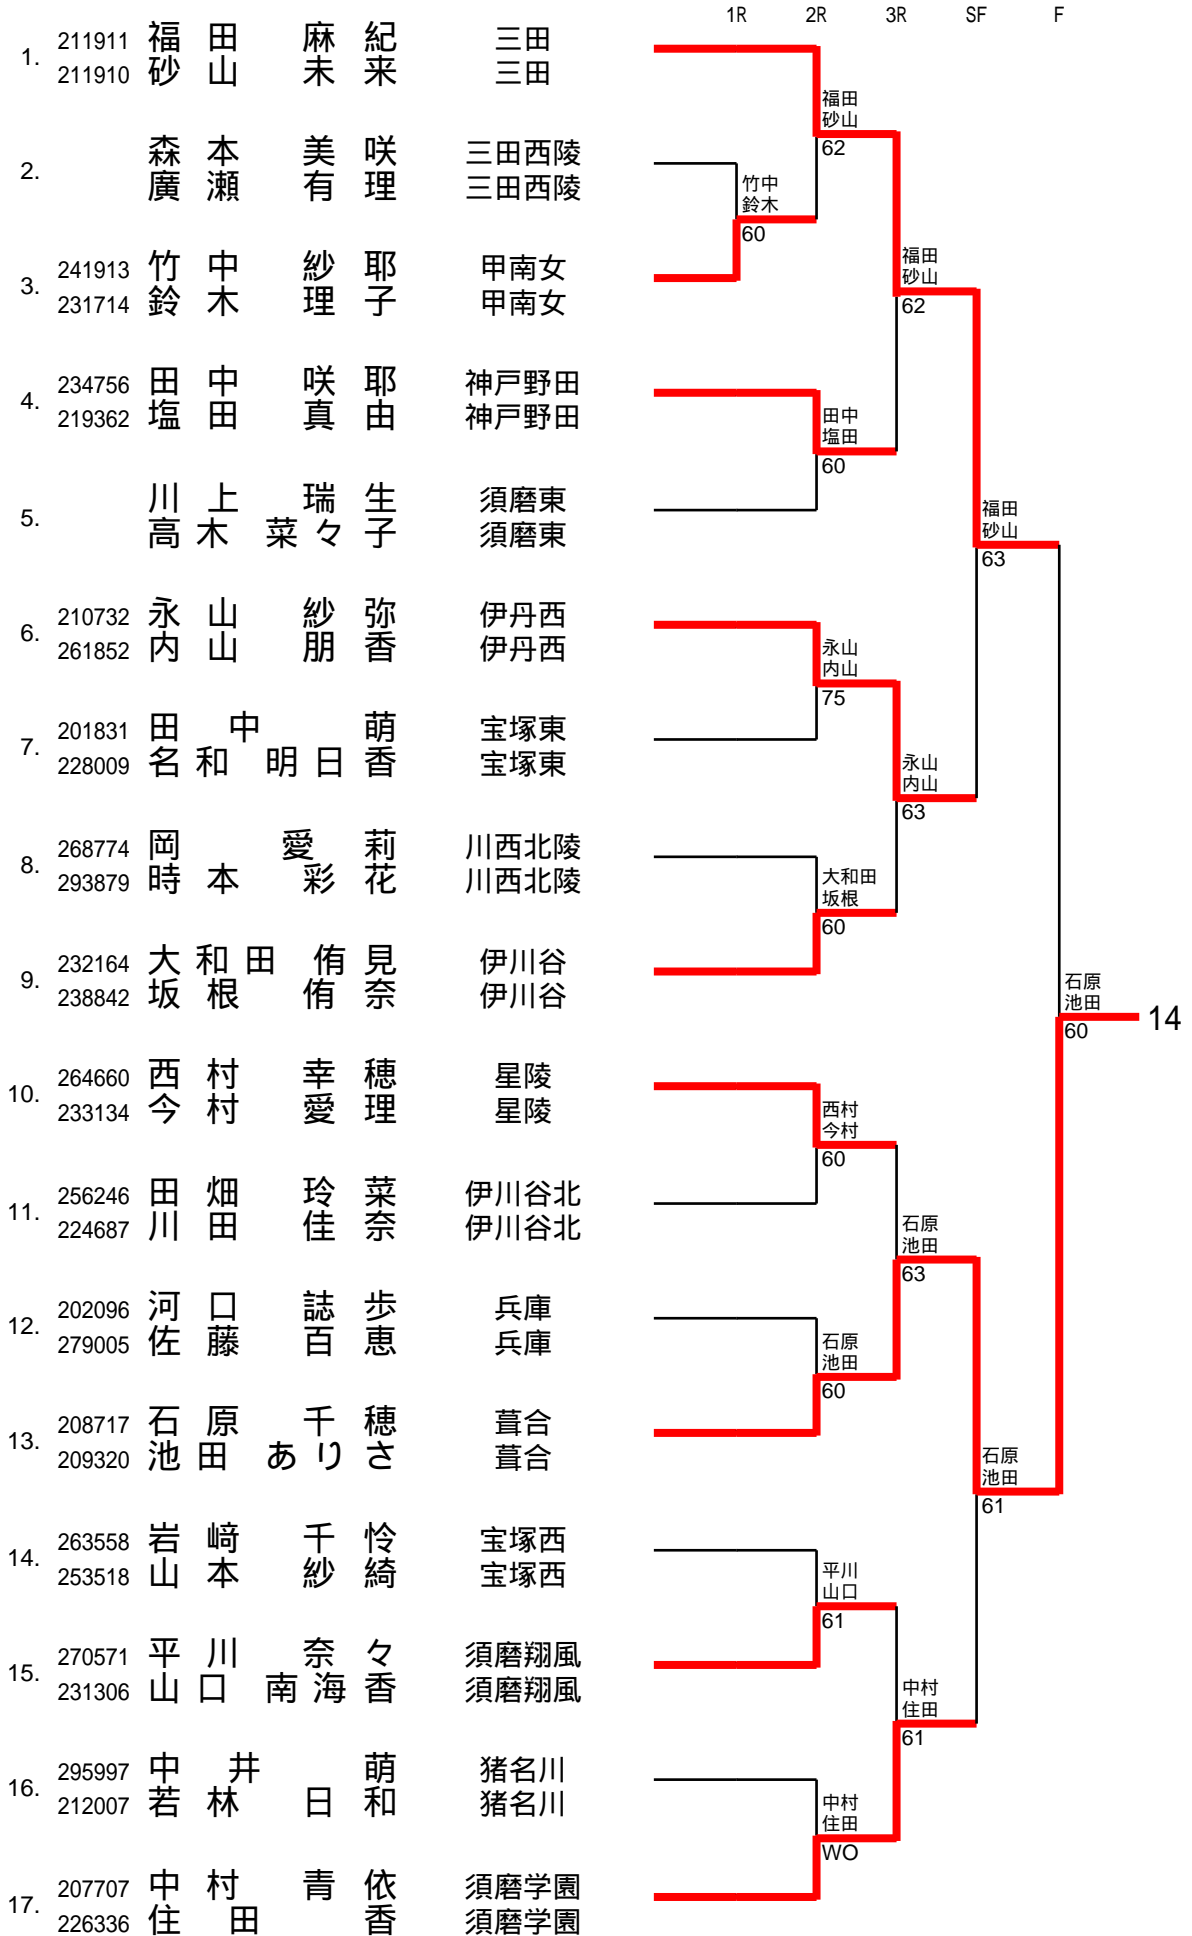 1R 2R 3R SF F
1. 211911 福田 麻紀 三田
211910 砂山 未来 三田
2. 森本 美咲 三田西陵
廣瀬 有理 三田西陵
3. 241913 竹中 紗耶 甲南女
231714 鈴木 理子 甲南女
4. 234756 田中 咲耶 神戸野田
219362 塩田 真由 神戸野田
5. 川上 瑞生 須磨東
高木 菜々子 須磨東
6. 210732 永山 紗弥 伊丹西
261852 内山 朋香 伊丹西
7. 201831 田中 萌 宝塚東
228009 名和 明日香 宝塚東
8. 268774 岡 愛莉 川西北陵
293879 時本 彩花 川西北陵
9. 232164 大和田 侑見 伊川谷
238842 坂根 侑奈 伊川谷
10. 264660 西村 幸穂 星陵
233134 今村 愛理 星陵
11. 256246 田畑 玲菜 伊川谷北
224687 川田 佳奈 伊川谷北
12. 202096 河口 誌歩 兵庫
279005 佐藤 百恵 兵庫
13. 208717 石原 千穂 葺合
209320 池田 ありさ 葺合
14. 263558 岩﨑 千怜 宝塚西
253518 山本 紗綺 宝塚西
15. 270571 平川 奈々 須磨翔風
231306 山口 南海香 須磨翔風
16. 295997 中井 萌 猪名川
212007 若林 日和 猪名川
17. 207707 中村 青依 須磨学園
226336 住田 香 須磨学園
竹中
鈴木
60
福田
砂山
62
田中
塩田
60
永山
内山
75
大和田
坂根
60
西村
今村
60
石原
池田
60
平川
山口
61
中村
住田
WO
福田
砂山
62
永山
内山
63
石原
池田
63
中村
住田
61
福田
砂山
63
石原
池田
61
石原
池田
60
14